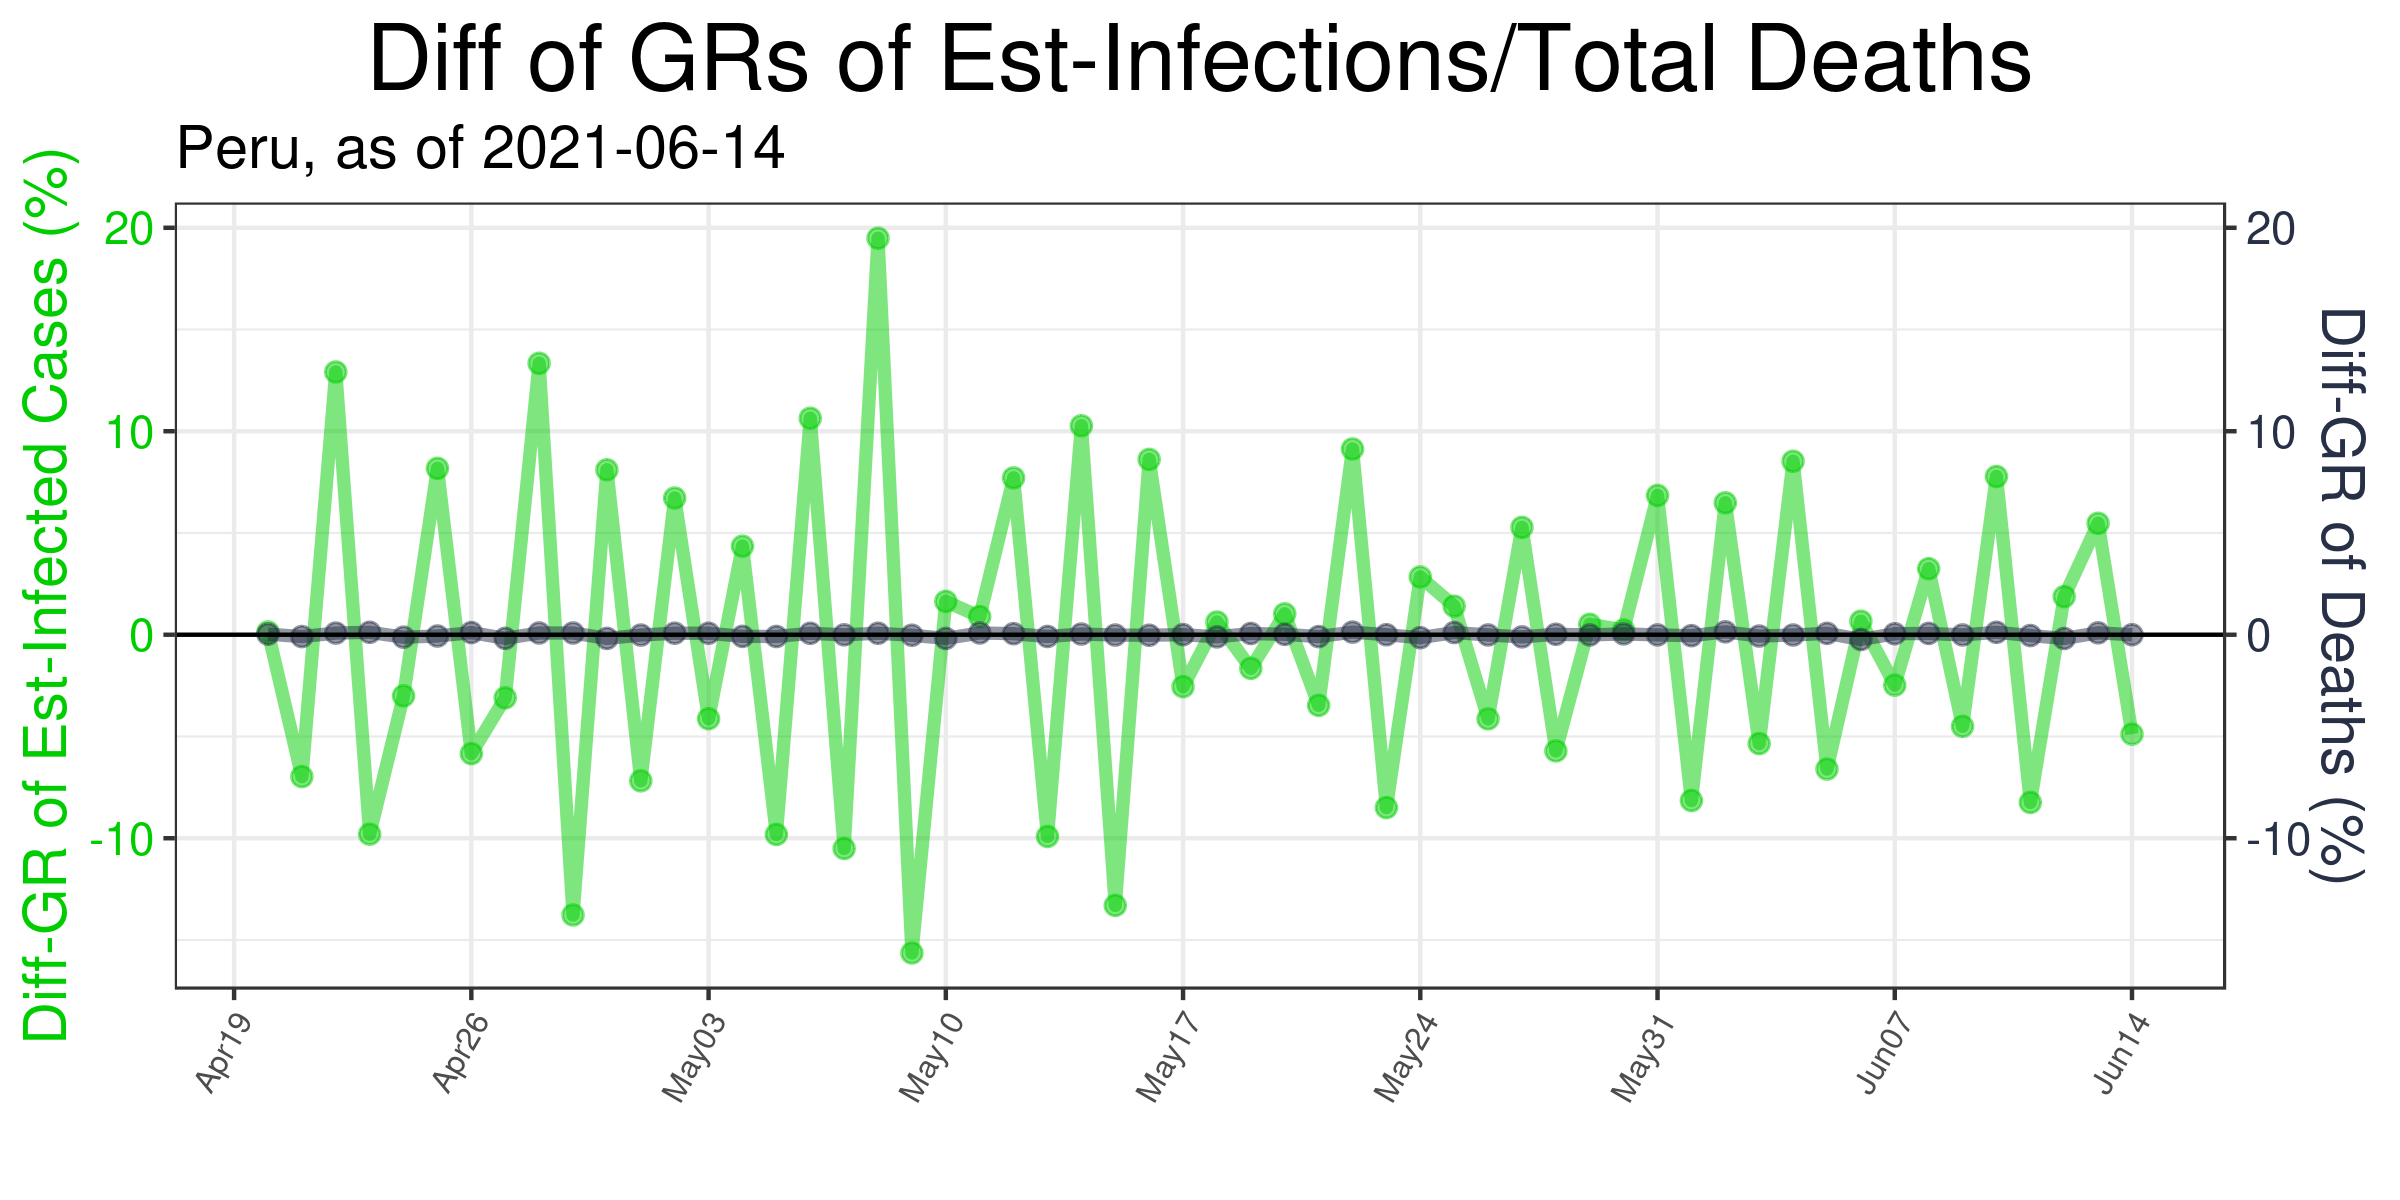 Diff of GRs of Est-Infections/Total Deaths
Peru, as of 2021-06-14
Diff-GR of Est-Infected Cases (%)
20
10
0
-10
20
10
0
-10
Diff-GR of Deaths (%)
Apr19
Apr26
May03
May10
May17
May24
May31
Jun07
Jun14